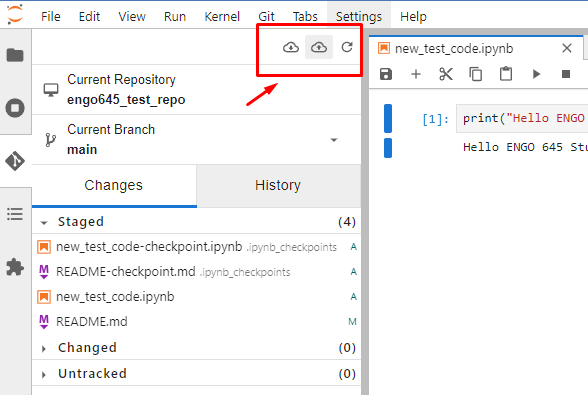 File Edit View Run Kernel Git Tabs Settings Help
new_test_code.ipynb
Current Repository
engo645_test_repo
Current Branch
main
[1]: print("Hello ENGO
Hello ENGO 645 Stu
Changes History
Staged (4)
new_test_code-checkpoint.ipynb .ipynb_checkpoints A
README-checkpoint.md .ipynb_checkpoints A
new_test_code.ipynb A
README.md M
Changed (0)
Untracked (0)